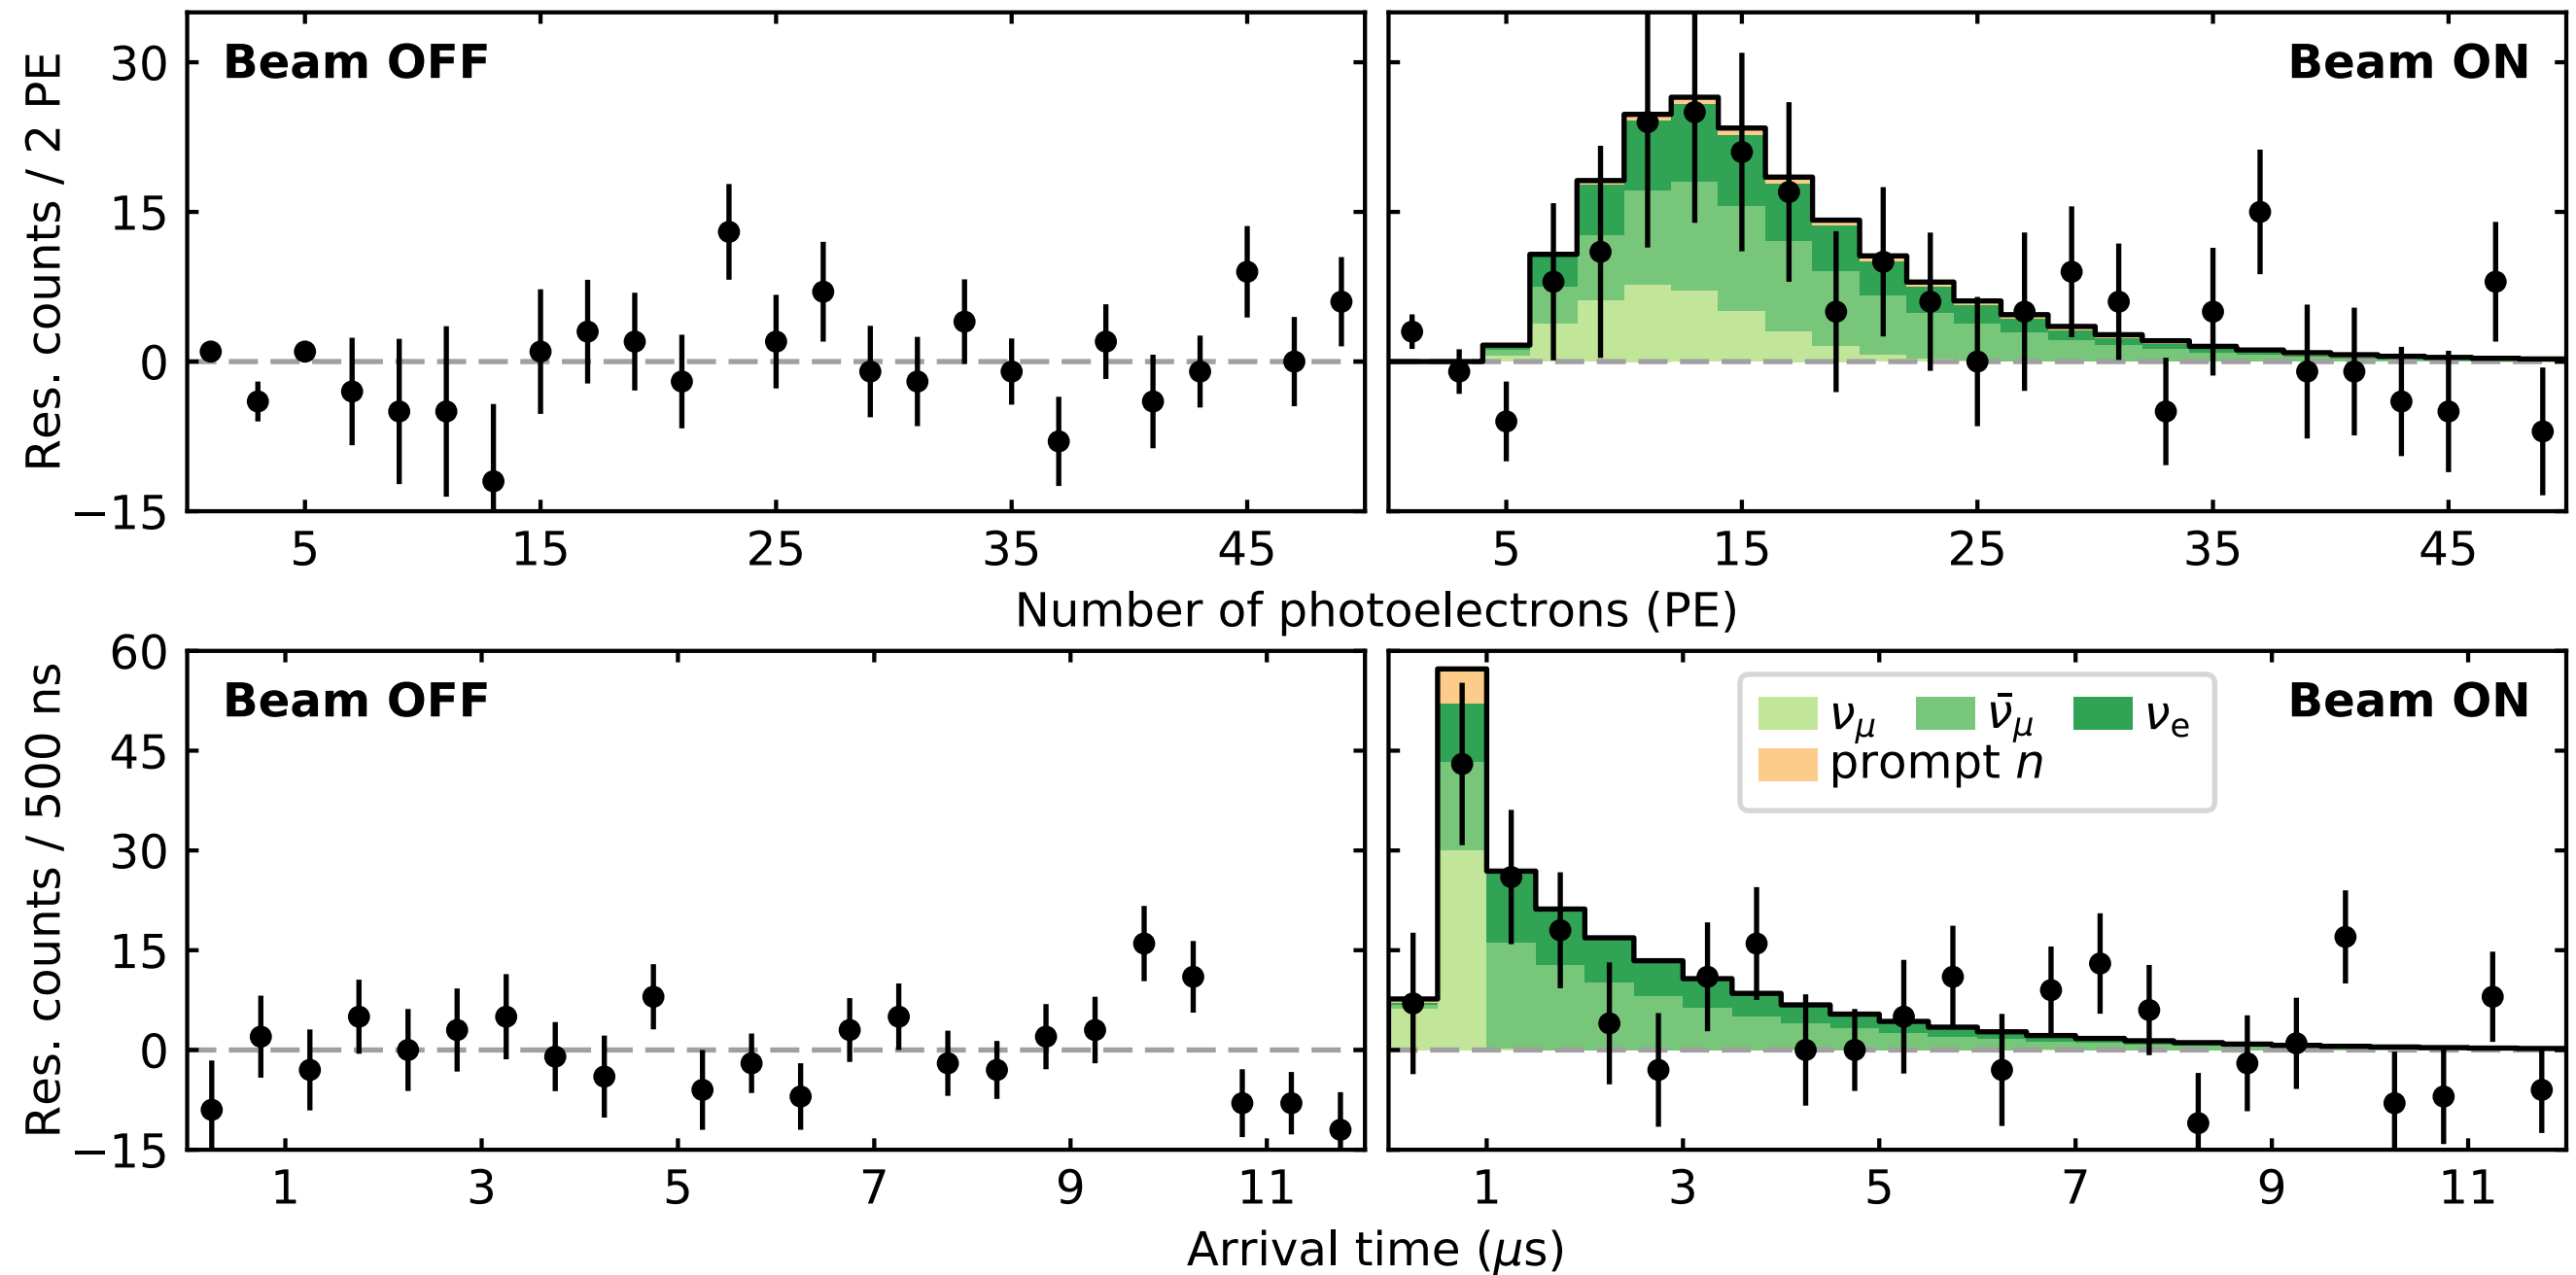 Res. counts / 2 PE
30
15
0
−15
Beam OFF
Beam ON
5 15 25 35 45
5 15 25 35 45
Number of photoelectrons (PE)
Res. counts / 500 ns
60
45
30
15
0
−15
Beam OFF
Beam ON
νμ ν̄μ νe
prompt n
1 3 5 7 9 11
1 3 5 7 9 11
Arrival time (μs)